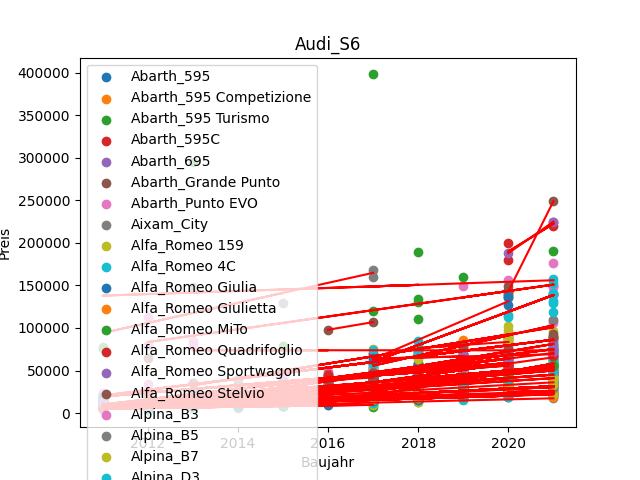 Audi_S6
400000
350000
300000
250000
200000
150000
100000
50000
0
Preis
Abarth_595
Abarth_595 Competizione
Abarth_595 Turismo
Abarth_595C
Abarth_695
Abarth_Grande Punto
Abarth_Punto EVO
Aixam_City
Alfa_Romeo 159
Alfa_Romeo 4C
Alfa_Romeo Giulia
Alfa_Romeo Giulietta
Alfa_Romeo MiTo
Alfa_Romeo Quadrifoglio
Alfa_Romeo Sportwagon
Alfa_Romeo Stelvio
Alpina_B3
Alpina_B5
Alpina_B7
Alpina_D3
2012 2014 2016 2018 2020
Baujahr